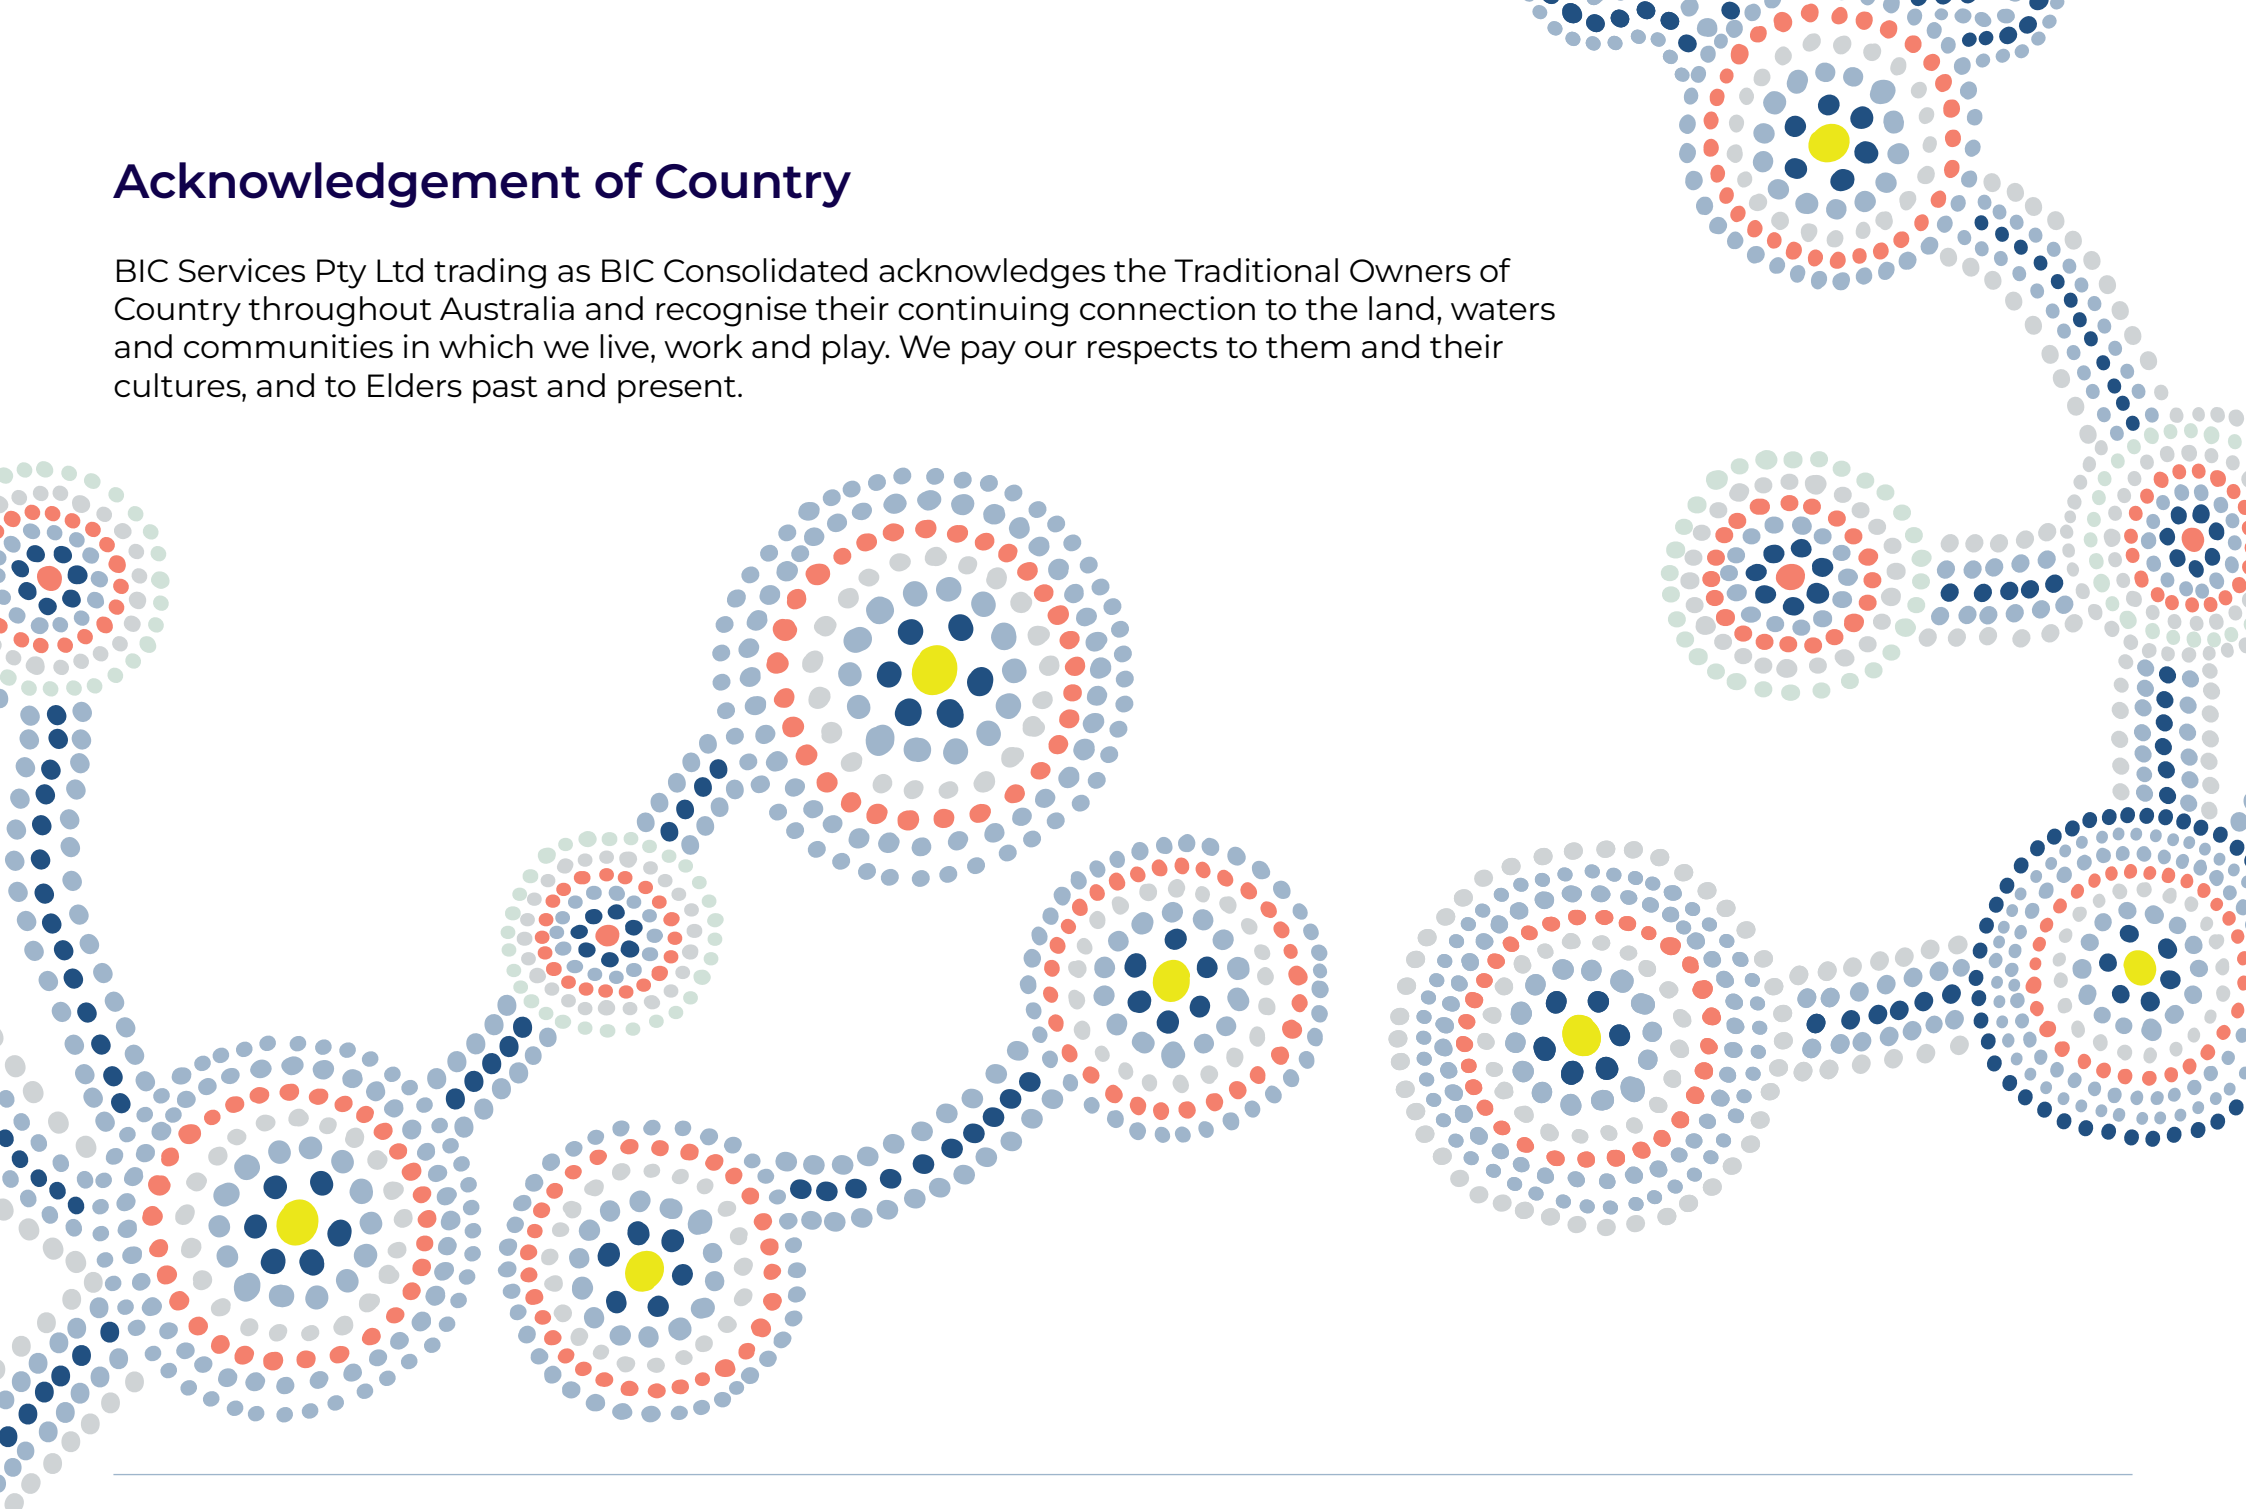 Acknowledgement of Country
BIC Services Pty Ltd trading as BIC Consolidated acknowledges the Traditional Owners of
Country throughout Australia and recognise their continuing connection to the land, waters
and communities in which we live, work and play. We pay our respects to them and their
cultures, and to Elders past and present.